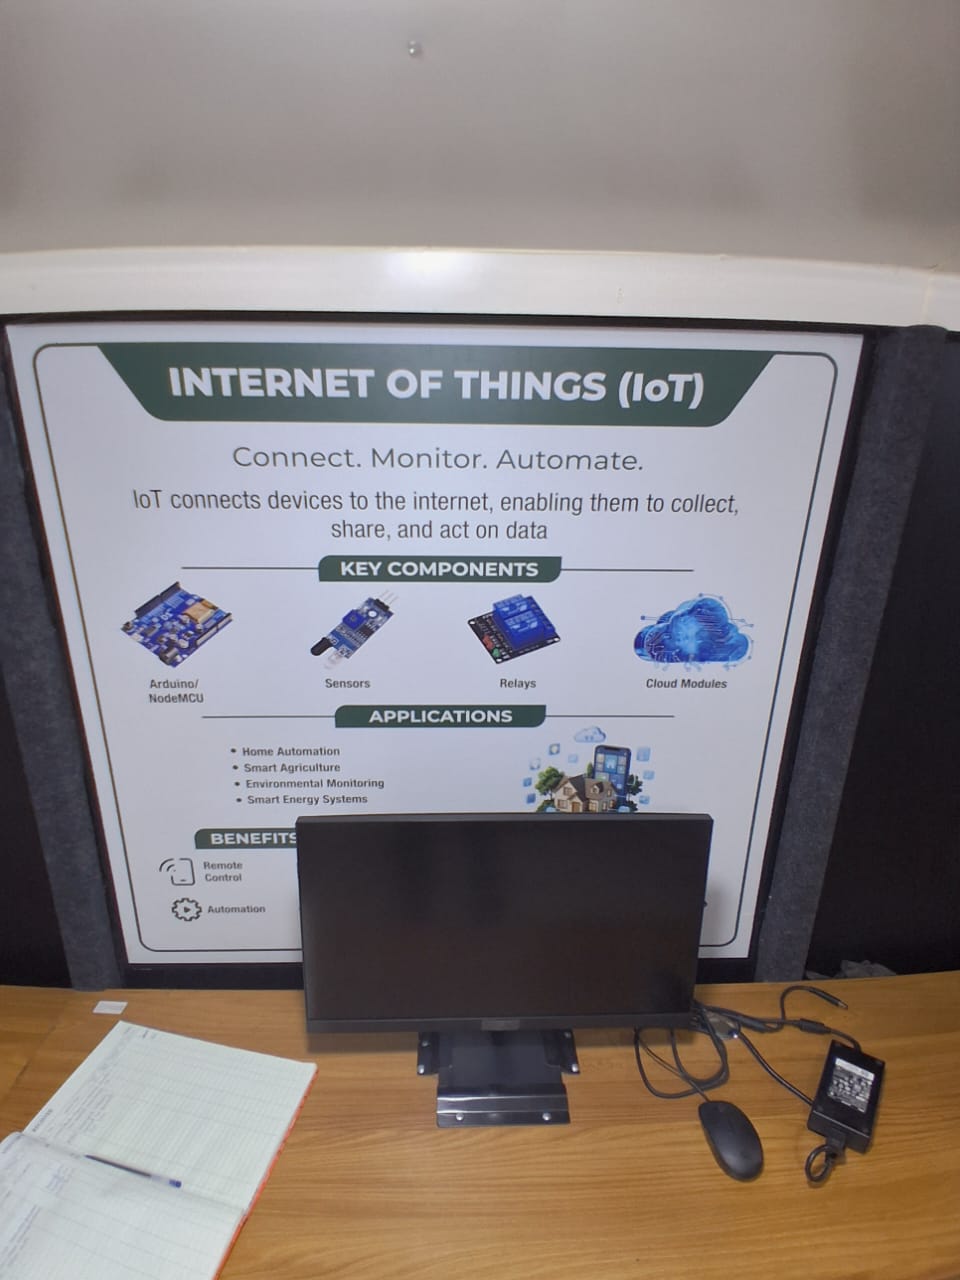 INTERNET OF THINGS (IoT)
Connect. Monitor. Automate.
IoT connects devices to the internet, enabling them to collect,
share, and act on data
KEY COMPONENTS
Arduino/
NodeMCU
Sensors
Relays
Cloud Modules
APPLICATIONS
• Home Automation
• Smart Agriculture
• Environmental Monitoring
• Smart Energy Systems
BENEFITS
Remote
Control
Automation